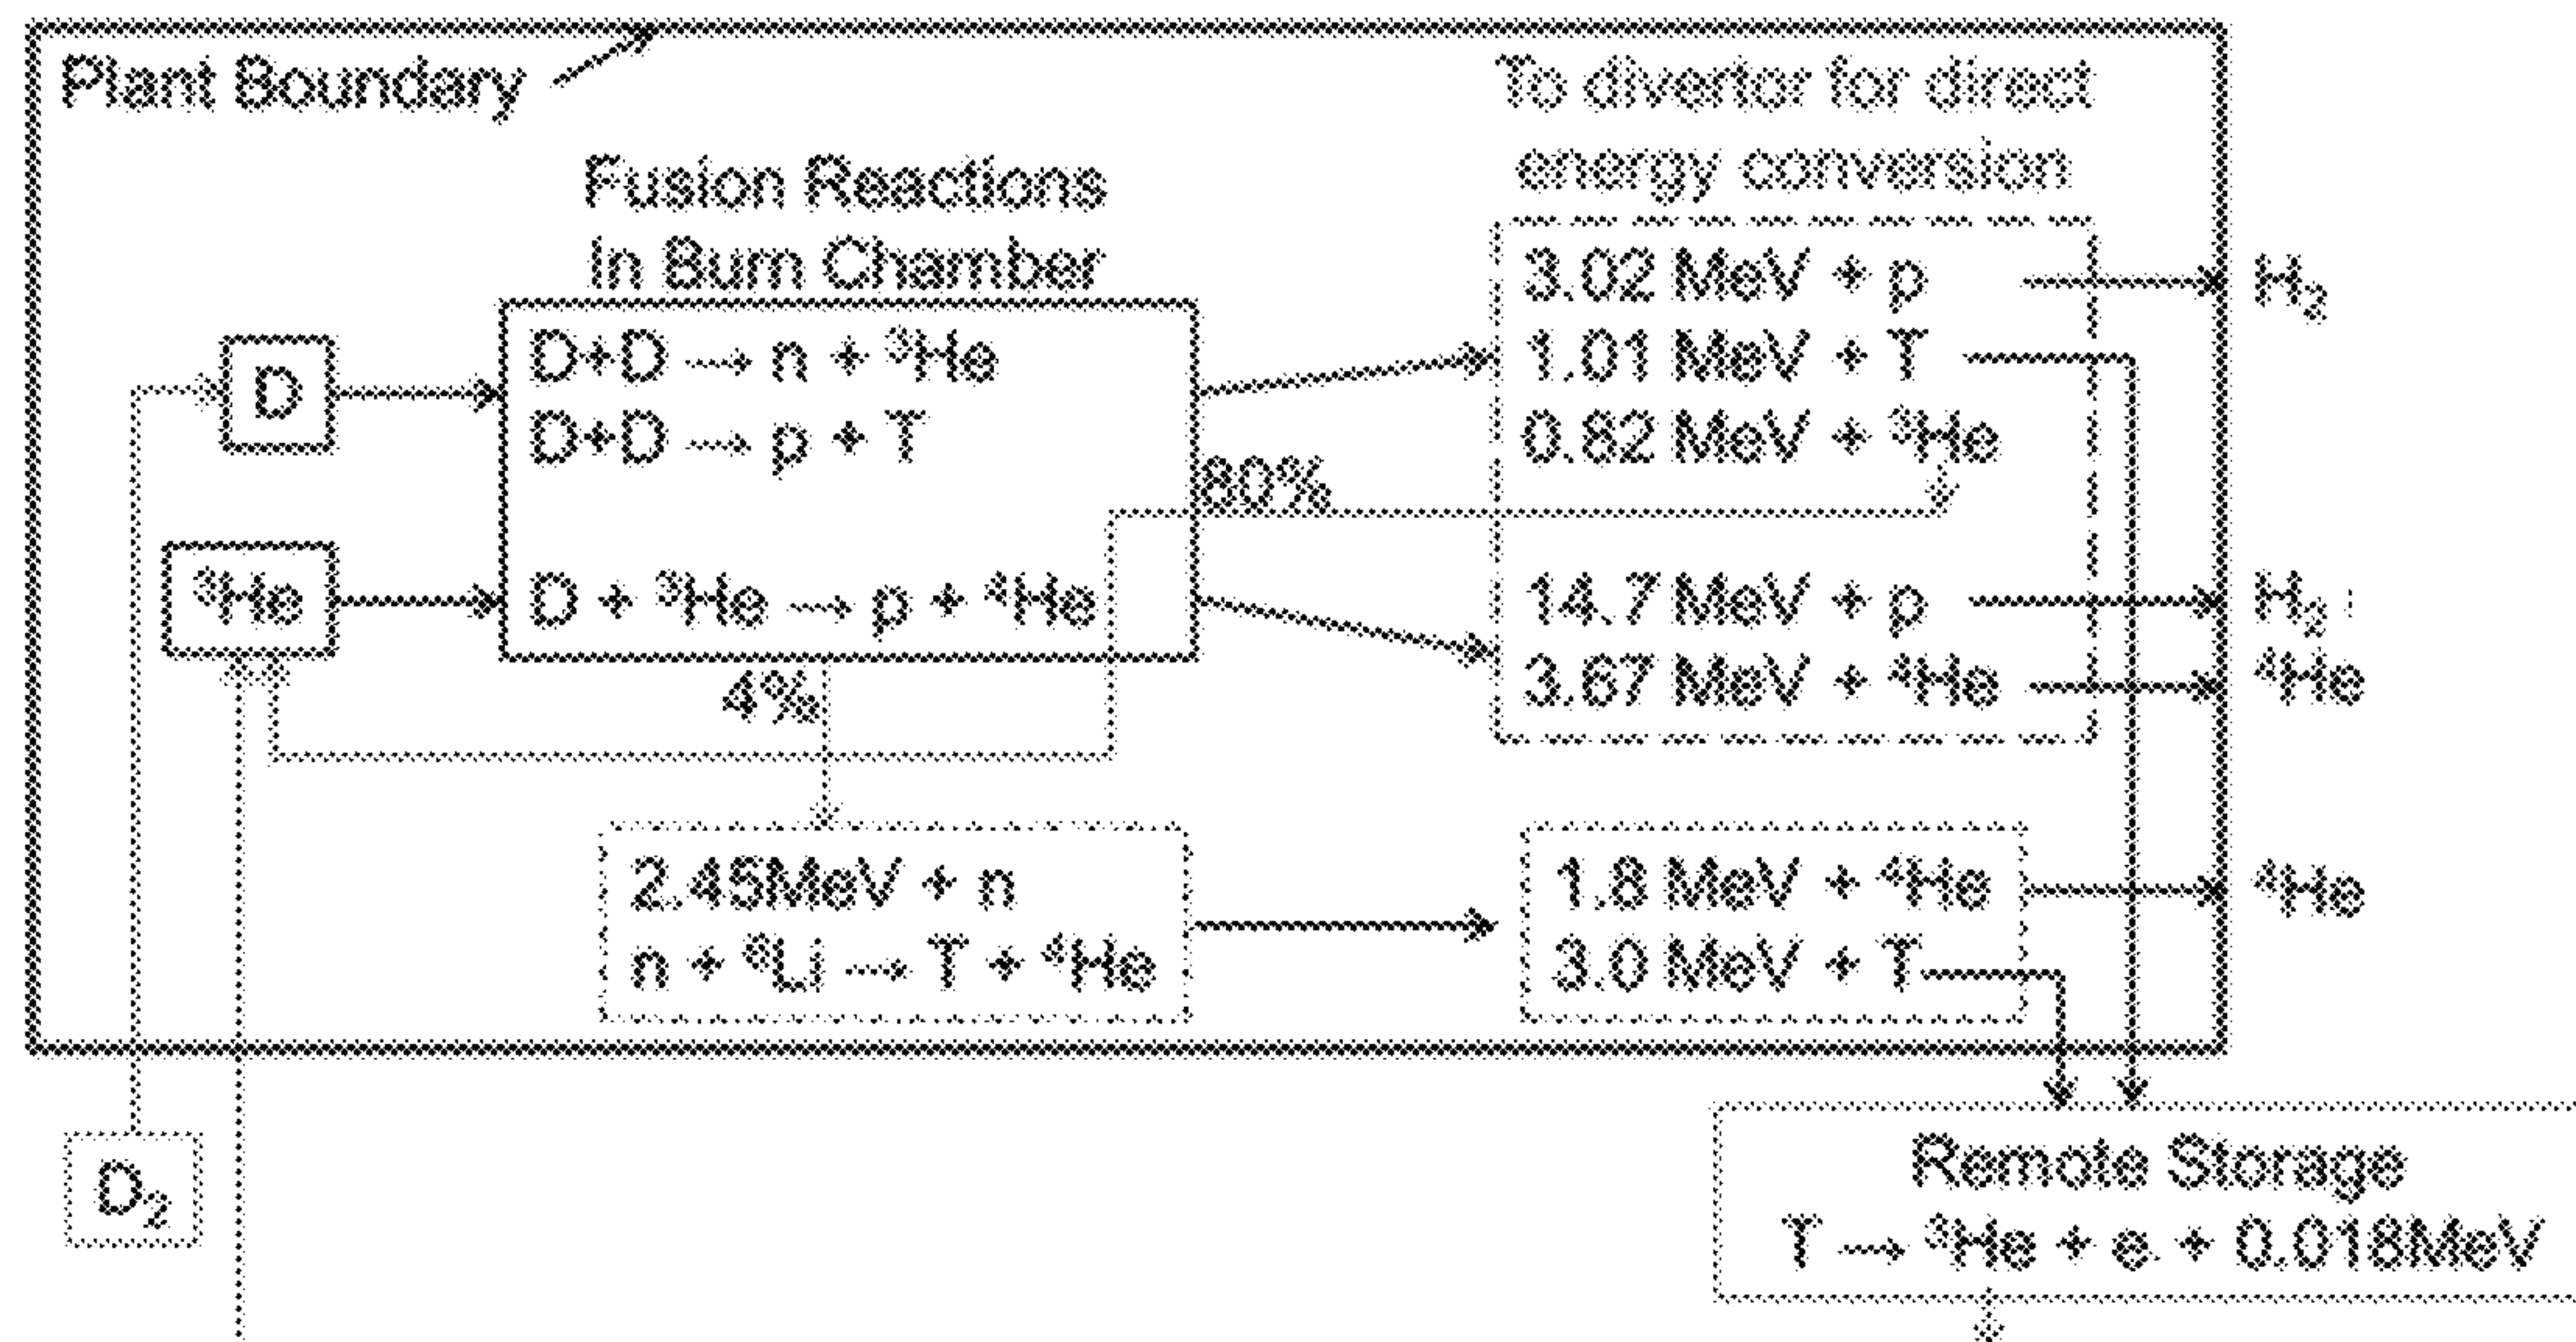 Plant Boundary
To divertor for direct
energy conversion
Fusion Reactions
In Burn Chamber
D
D+D → n + ³He
D+D → p + T
³He
D + ³He → p + ⁴He
80%
4%
3.02 MeV + p
1.01 MeV + T
0.82 MeV + ³He
14.7 MeV + p
3.67 MeV + ⁴He
H₂
H₂
⁴He
2.45MeV + n
n + ⁶Li → T + ⁴He
1.8 MeV + ⁴He
3.0 MeV + T
⁴He
D₂
Remote Storage
T → ³He + e + 0.018MeV